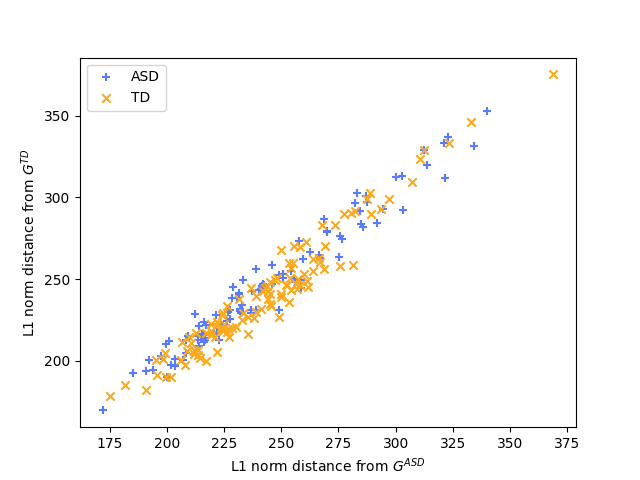 ASD
TD
350
300
250
200
L1 norm distance from G^{TD}
175 200 225 250 275 300 325 350 375
L1 norm distance from G^{ASD}